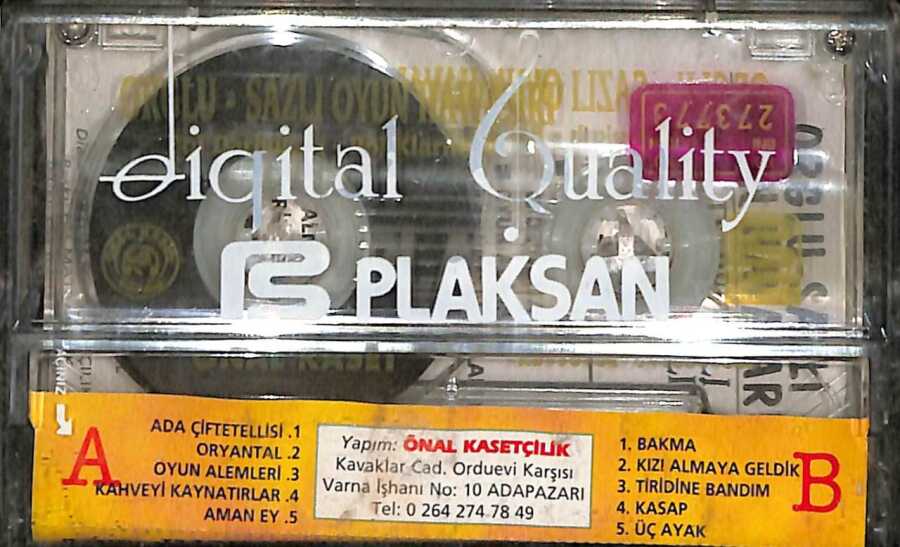 SAZLI OYUN
digital Quality
273773
PLAKSAN
A
ADA ÇİFTETELLİSİ .1
ORYANTAL .2
OYUN ALEMLERİ .3
KAHVEYİ KAYNATIRLAR .4
AMAN EY .5
Yapım: ÖNAL KASETÇİLİK
Kavaklar Cad. Orduevi Karşısı
Varna İşhanı No: 10 ADAPAZARI
Tel: 0 264 274 78 49
1. BAKMA
2. KIZI ALMAYA GELDİK
3. TİRİDİNE BANDIM
4. KASAP
5. ÜÇ AYAK
B